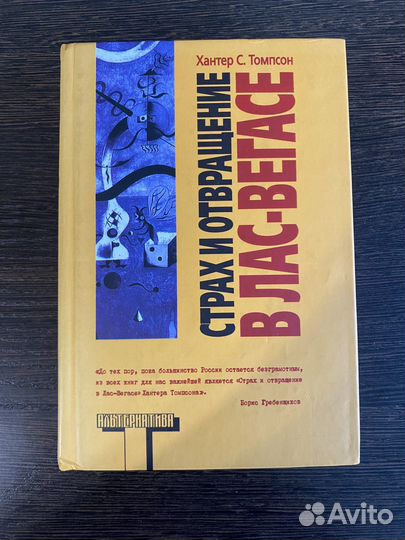 Хантер С. Томпсон
СТРАХ И ОТВРАЩЕНИЕ
В ЛАС-ВЕГАСЕ
«До тех пор, пока большинство России остается безграмотным,
из всех книг для нас важнейшей является «Страх и отвращение
в Лас-Вегасе» Хантера Томпсона».
Борис Гребенщиков
АЛЬТЕРНАТИВА
Avito